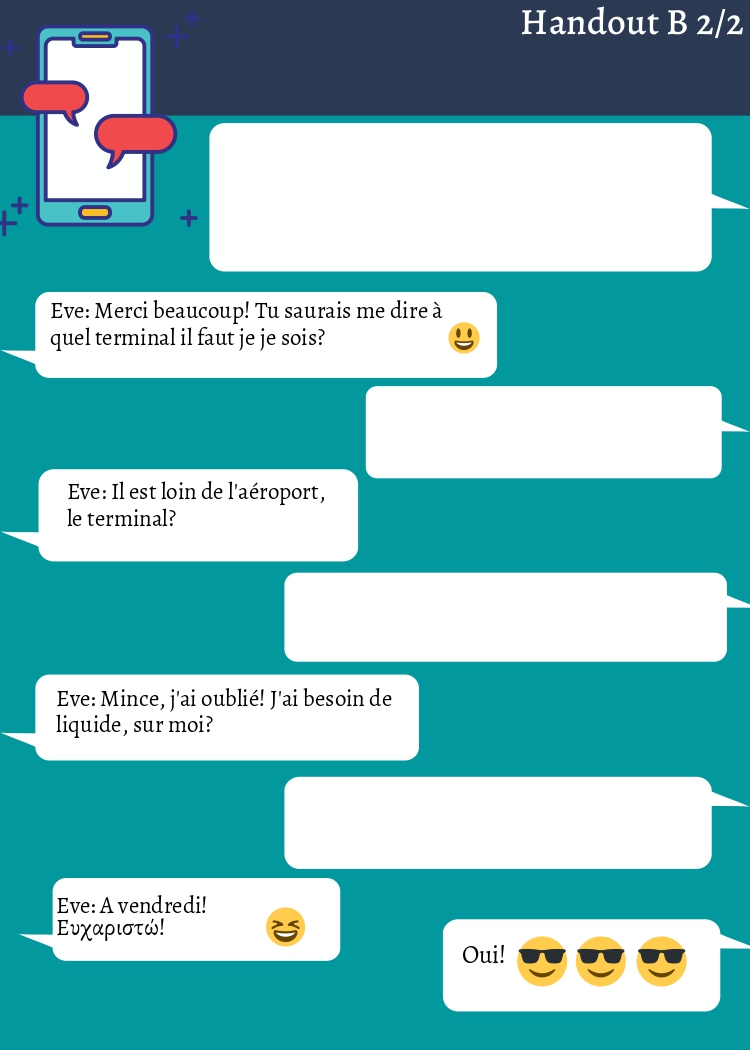 Handout B 2/2
Eve: Merci beaucoup! Tu saurais me dire à
quel terminal il faut je je sois?
Eve: Il est loin de l'aéroport,
le terminal?
Eve: Mince, j'ai oublié! J'ai besoin de
liquide, sur moi?
Eve: A vendredi!
Ευχαριστώ!
Oui!